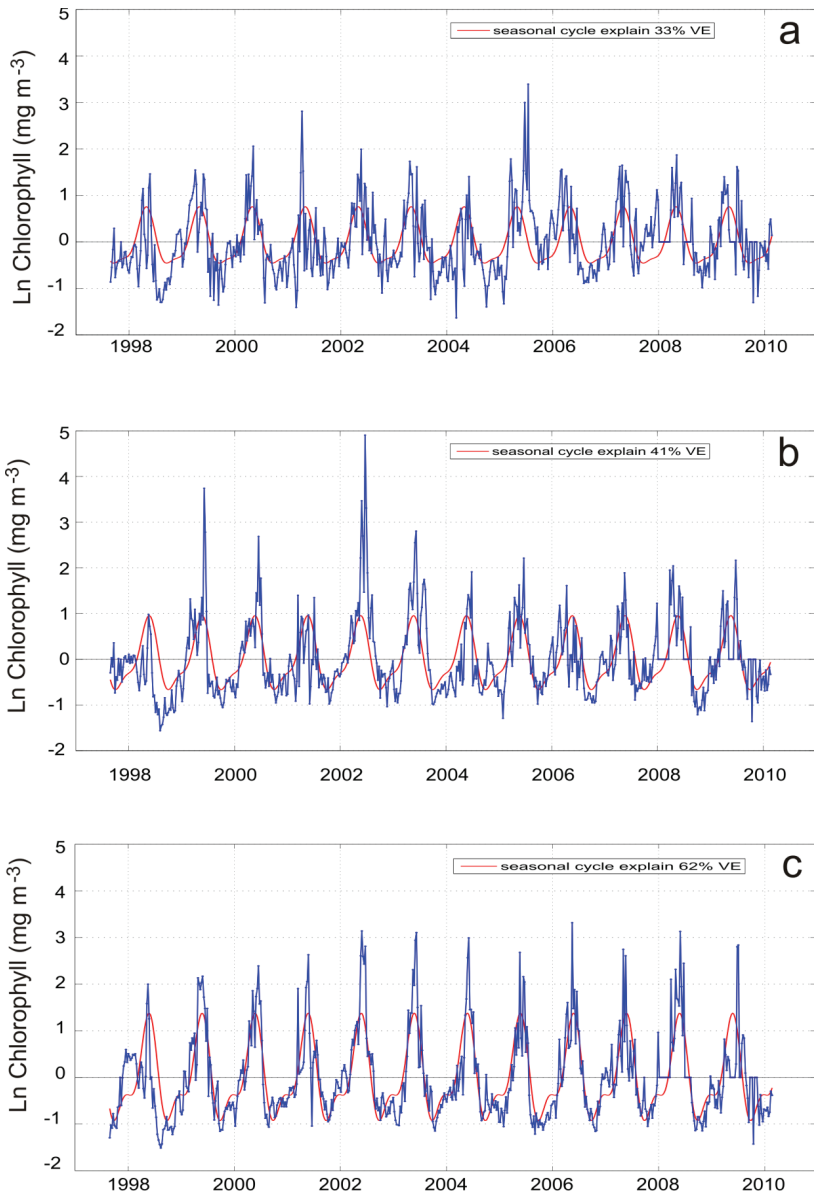 a
seasonal cycle explain 33% VE
Ln Chlorophyll (mg m-3)
5
4
3
2
1
0
-1
-2
1998 2000 2002 2004 2006 2008 2010
b
seasonal cycle explain 41% VE
Ln Chlorophyll (mg m-3)
5
4
3
2
1
0
-1
-2
1998 2000 2002 2004 2006 2008 2010
c
seasonal cycle explain 62% VE
Ln Chlorophyll (mg m-3)
5
4
3
2
1
0
-1
-2
1998 2000 2002 2004 2006 2008 2010